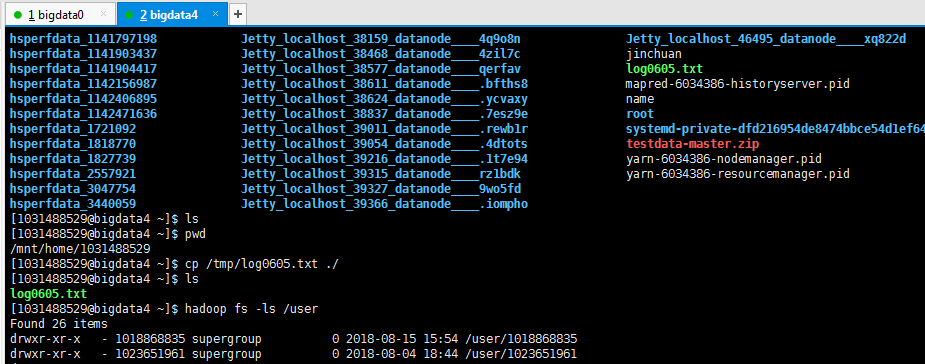 1 bigdata0 × 2 bigdata4 × +
hsperfdata_1141797198 Jetty_localhost_38159_datanode____4q9o8n Jetty_localhost_46495_datanode____xq822d
hsperfdata_1141903437 Jetty_localhost_38468_datanode____4zil7c jinchuan
hsperfdata_1141904417 Jetty_localhost_38577_datanode____qerfav log0605.txt
hsperfdata_1142156987 Jetty_localhost_38611_datanode____.bfths8 mapred-6034386-historyserver.pid
hsperfdata_1142406895 Jetty_localhost_38624_datanode____.ycvaxy name
hsperfdata_1142471636 Jetty_localhost_38837_datanode____.7esz9e root
hsperfdata_1721092 Jetty_localhost_39011_datanode____.rewb1r systemd-private-dfd216954de8474bbce54d1ef64
hsperfdata_1818770 Jetty_localhost_39054_datanode____.4dtots testdata-master.zip
hsperfdata_1827739 Jetty_localhost_39216_datanode____.1t7e94 yarn-6034386-nodemanager.pid
hsperfdata_2557921 Jetty_localhost_39315_datanode____rz1bdk yarn-6034386-resourcemanager.pid
hsperfdata_3047754 Jetty_localhost_39327_datanode____9wo5fd
hsperfdata_3440059 Jetty_localhost_39366_datanode____.iompho
[1031488529@bigdata4 ~]$ ls
[1031488529@bigdata4 ~]$ pwd
/mnt/home/1031488529
[1031488529@bigdata4 ~]$ cp /tmp/log0605.txt ./
[1031488529@bigdata4 ~]$ ls
log0605.txt
[1031488529@bigdata4 ~]$ hadoop fs -ls /user
Found 26 items
drwxr-xr-x - 1018868835 supergroup 0 2018-08-15 15:54 /user/1018868835
drwxr-xr-x - 1023651961 supergroup 0 2018-08-04 18:44 /user/1023651961